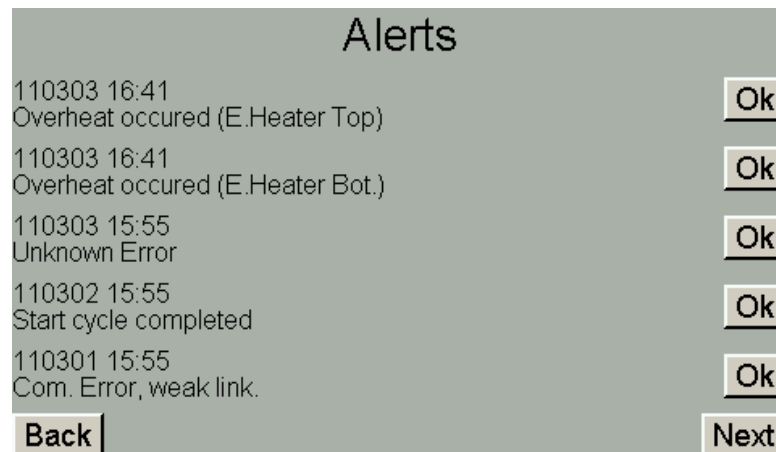 Alerts
110303 16:41
Overheat occured (E.Heater Top)
Ok
110303 16:41
Overheat occured (E.Heater Bot.)
Ok
110303 15:55
Unknown Error
Ok
110302 15:55
Start cycle completed
Ok
110301 15:55
Com. Error, weak link.
Ok
Back
Next